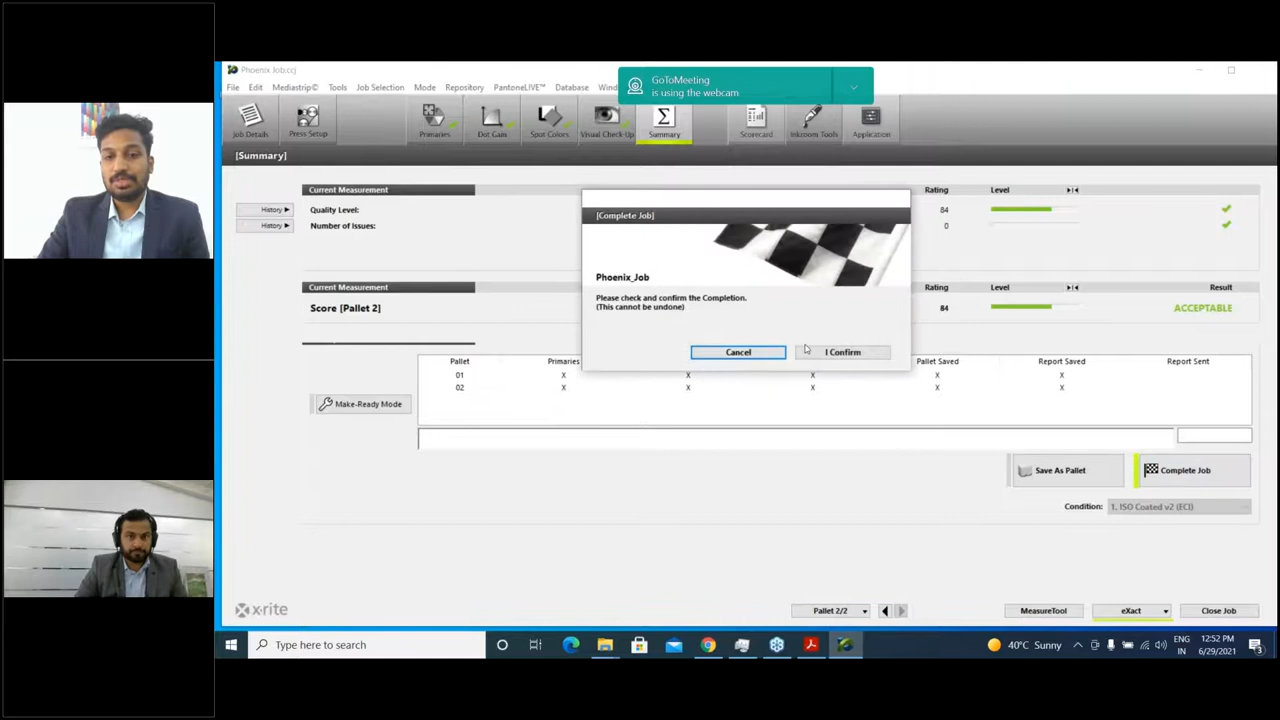 Phoenix Job.ccj
GoToMeeting
is using the webcam
File Edit Mediastrip© Tools Job Selection Mode Repository PantoneLIVE™ Database Wind
Job Details Press Setup Primaries Dot Gain Spot Colors Visual Check-Up Summary Scorecard Inkroom Tools Application
[Summary]
Current Measurement Rating Level
History Quality Level: 84
History Number of Issues: 0
[Complete Job]
Phoenix_Job
Please check and confirm the Completion.
(This cannot be undone)
Cancel I Confirm
Current Measurement Rating Level Result
Score [Pallet 2] 84 ACCEPTABLE
Pallet Primaries Pallet Saved Report Saved Report Sent
01 X X X X X
02 X X X X
Make-Ready Mode
Save As Pallet Complete Job
Condition: 1. ISO Coated v2 (ECI)
x-rite Pallet 2/2 MeasureTool eXact Close Job
Type here to search 40°C Sunny ENG IN 12:52 PM 6/29/2021 3